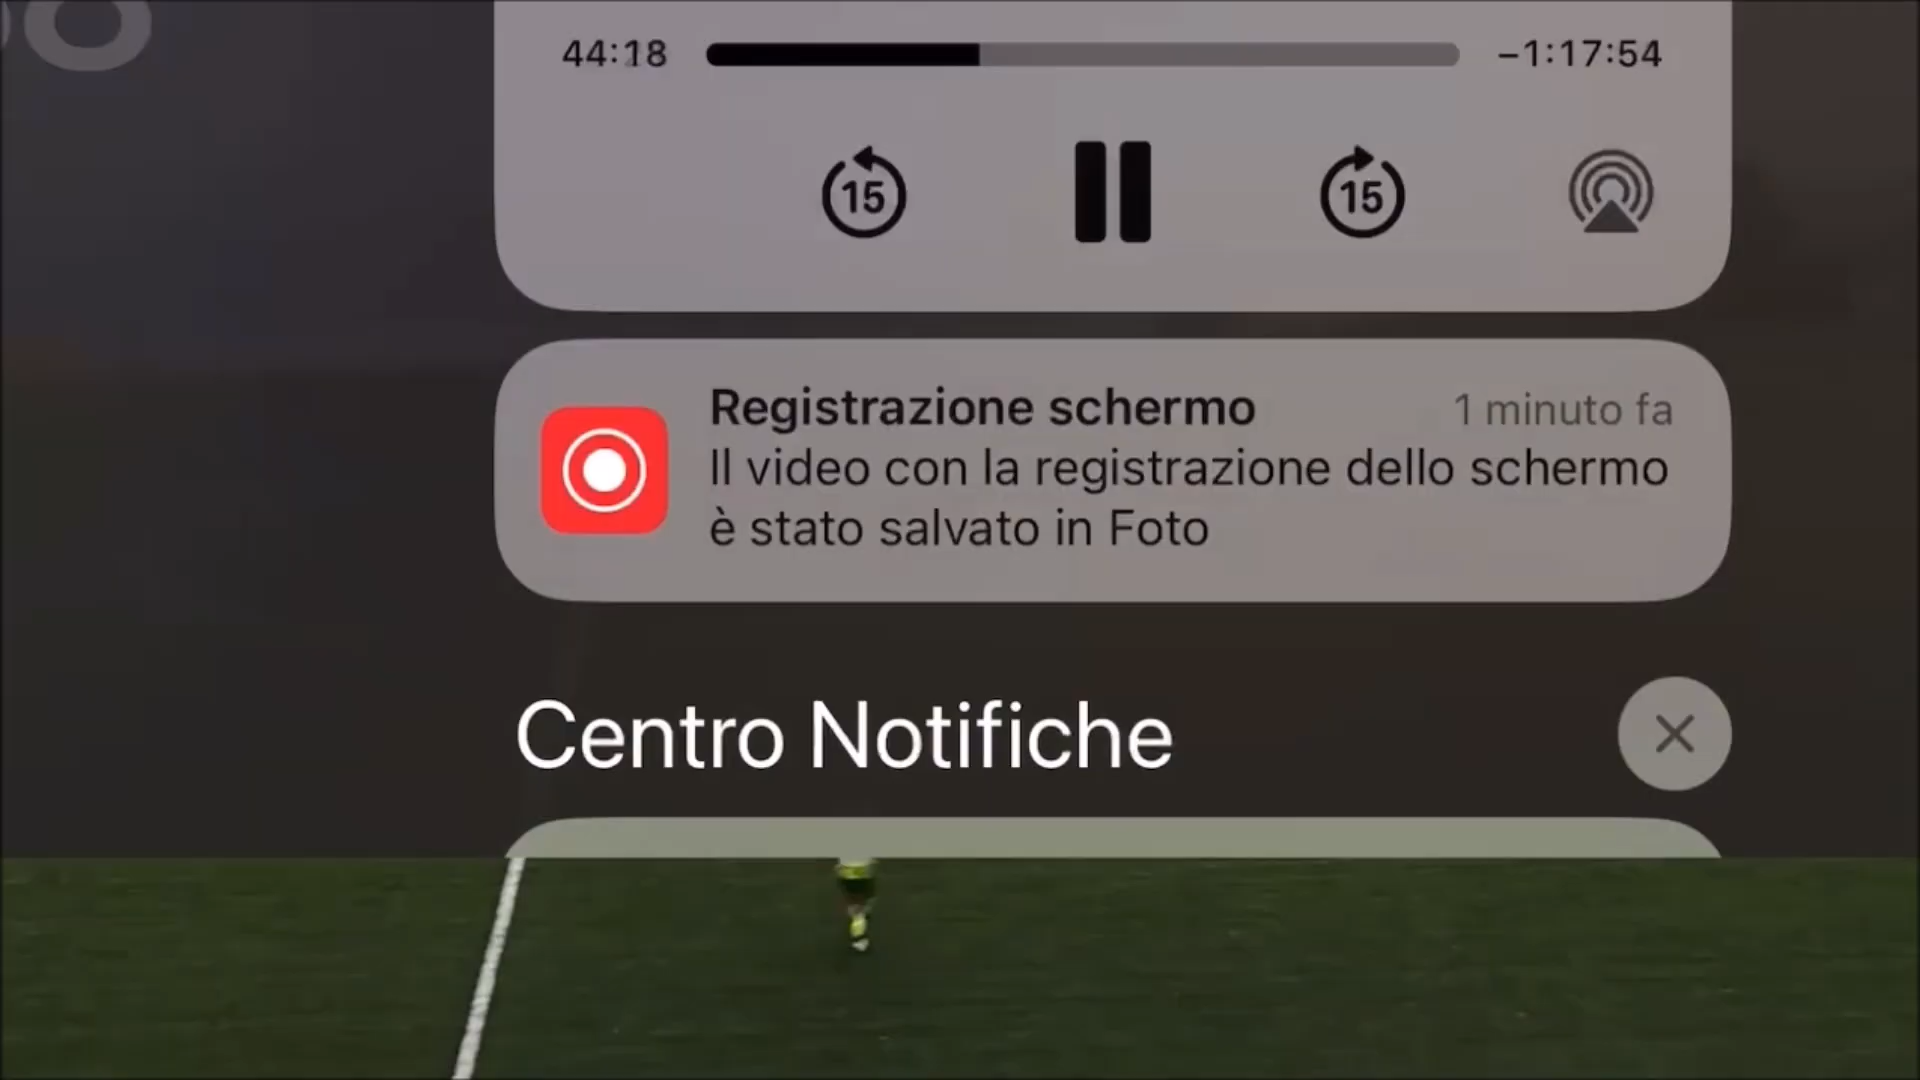 44:18 −1:17:54
15 15
Registrazione schermo 1 minuto fa
Il video con la registrazione dello schermo
è stato salvato in Foto
Centro Notifiche